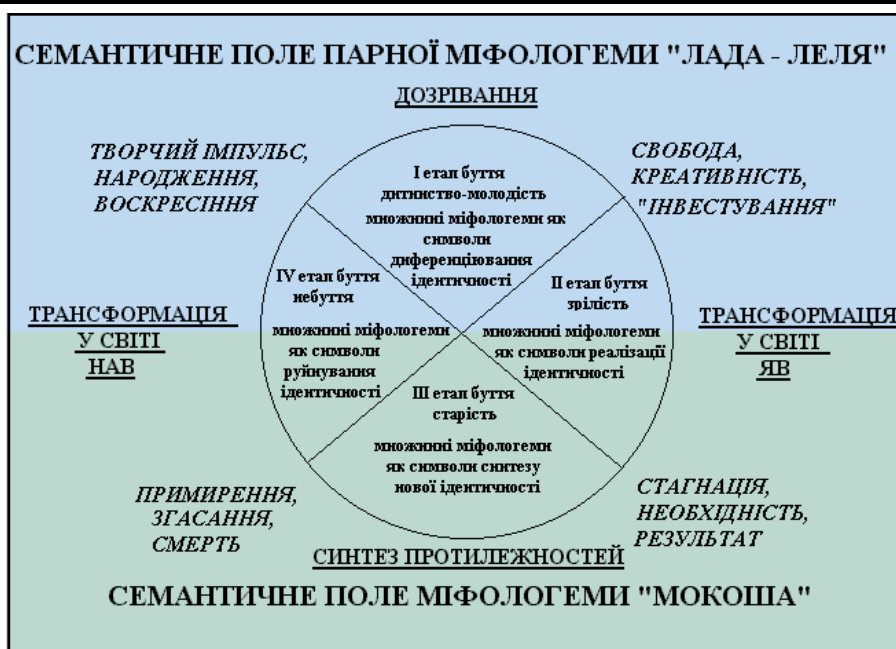 СЕМАНТИЧНЕ ПОЛЕ ПАРНОЇ МІФОЛОГЕМИ "ЛАДА - ЛЕЛЯ"
ДОЗРІВАННЯ
ТВОРЧИЙ ІМПУЛЬС,
НАРОДЖЕННЯ,
ВОСКРЕСІННЯ
СВОБОДА,
КРЕАТИВНІСТЬ,
"ІНВЕСТУВАННЯ"
І етап буття
дитинство-молодість
множинні міфологеми як
символи
диференціювання
ідентичності
IV етап буття
небуття
множинні міфологеми
як символи
руйнування
ідентичності
ІІ етап буття
зрілість
множинні міфологеми
як символи реалізації
ідентичності
ТРАНСФОРМАЦІЯ
У СВІТІ
НАВ
ТРАНСФОРМАЦІЯ
У СВІТІ
ЯВ
ІІІ етап буття
старість
множинні міфологеми
як символи синтезу
нової ідентичності
ПРИМИРЕННЯ,
ЗГАСАННЯ,
СМЕРТЬ
СТАГНАЦІЯ,
НЕОБХІДНІСТЬ,
РЕЗУЛЬТАТ
СИНТЕЗ ПРОТИЛЕЖНОСТЕЙ
СЕМАНТИЧНЕ ПОЛЕ МІФОЛОГЕМИ "МОКОША"